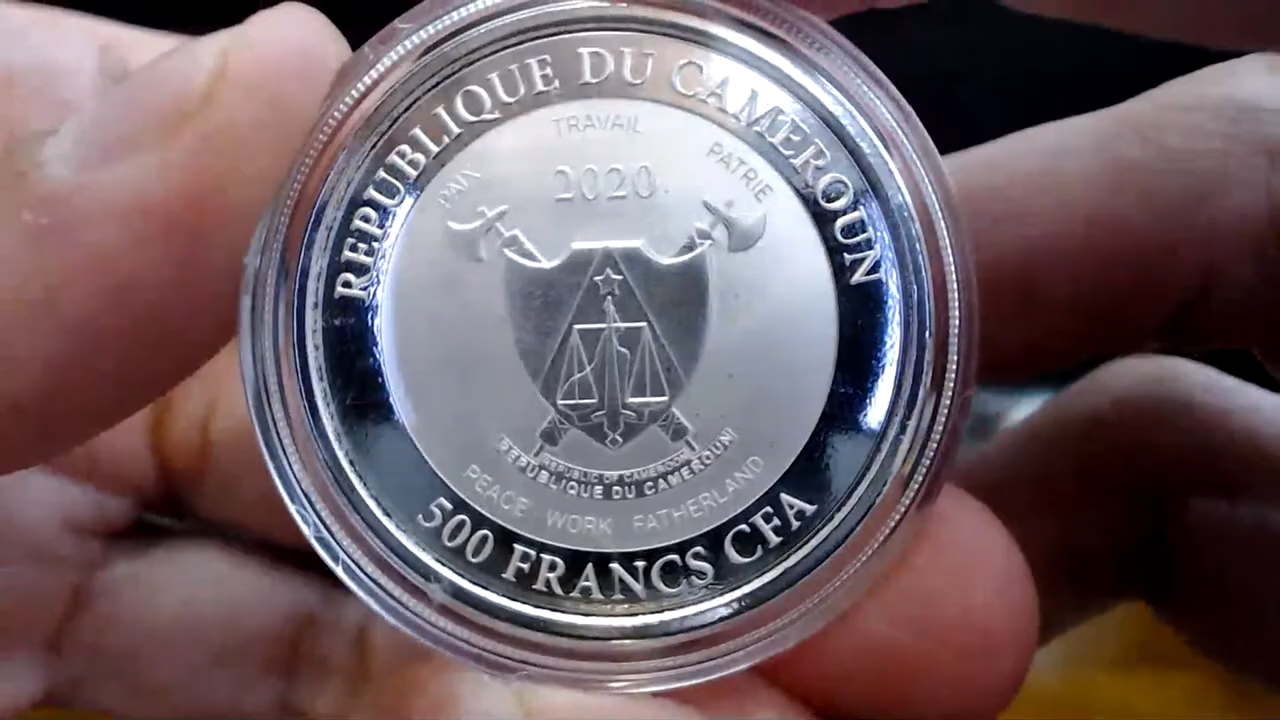 REPUBLIQUE DU CAMEROUN
PAIX TRAVAIL PATRIE
2020
REPUBLIC OF CAMEROON
REPUBLIQUE DU CAMEROUN
PEACE WORK FATHERLAND
500 FRANCS CFA